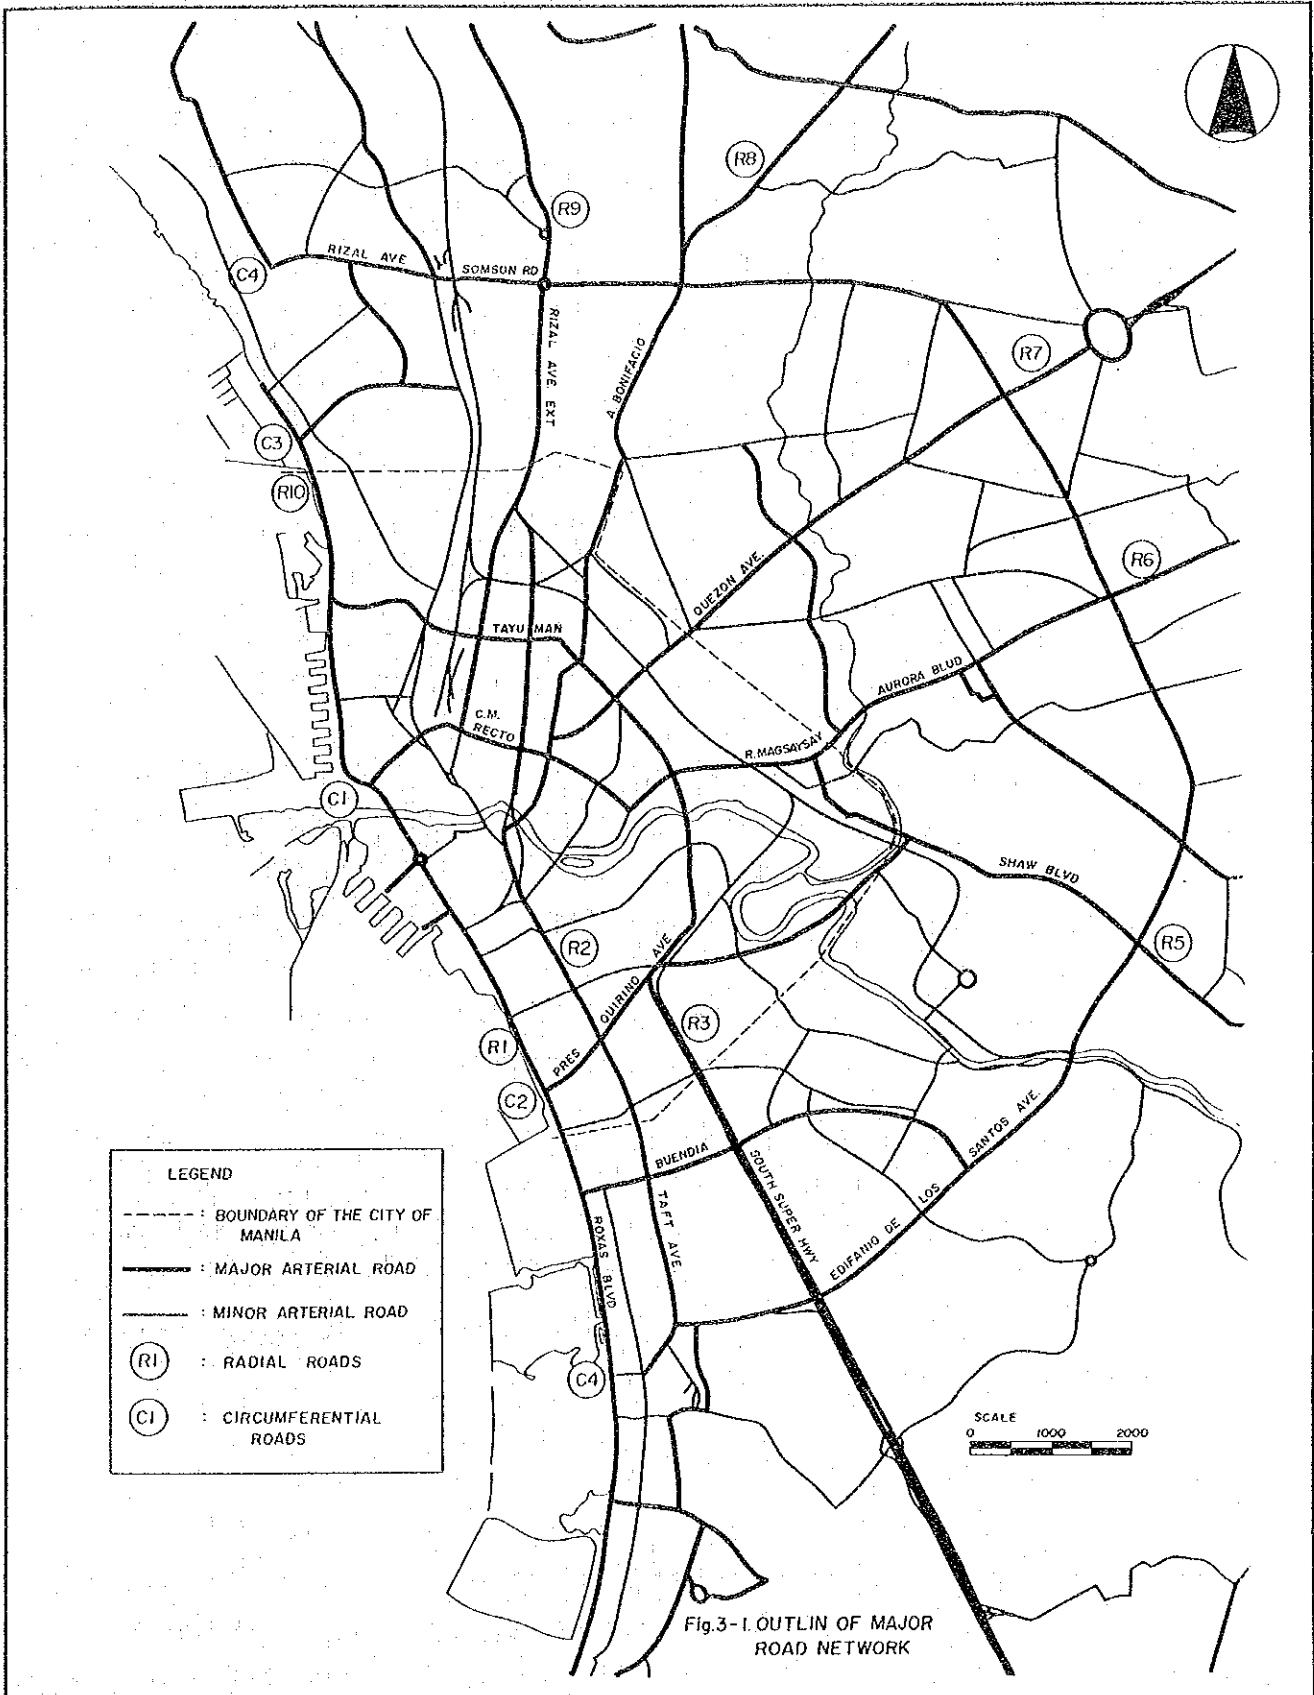 R8
R9
C4
RIZAL AVE
SOMSON RD
RIZAL AVE. EXT
A. BONIFACIO
R7
C3
R10
QUEZON AVE.
R6
TAYUMAN
AURORA BLUD
C.M.
RECTO
R.MAGSAYSAY
C1
SHAW BLVD
R2
R5
PRES QUIRINO AVE
R3
R1
C2
BUENDIA
SOUTH SUPER HWY
EDIFANIO DE LOS SANTOS AVE.
TAFT AVE.
ROXAS BLVD
C4
LEGEND
: BOUNDARY OF THE CITY OF
MANILA
: MAJOR ARTERIAL ROAD
: MINOR ARTERIAL ROAD
R1 : RADIAL ROADS
C1 : CIRCUMFERENTIAL
ROADS
SCALE
0 1000 2000
Fig.3-1. OUTLIN OF MAJOR
ROAD NETWORK